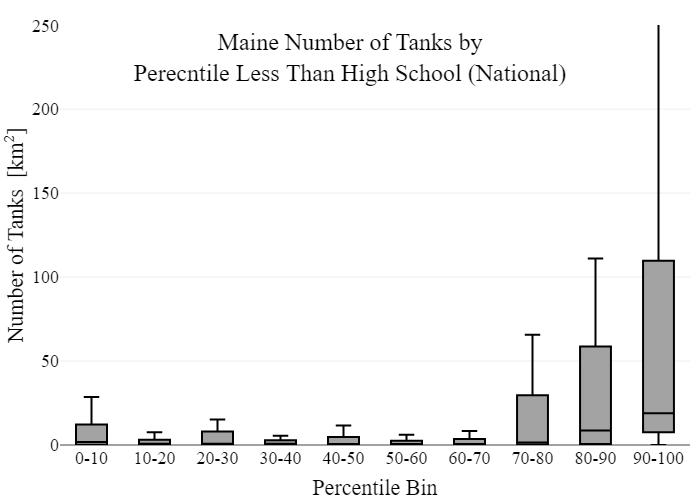 Maine Number of Tanks by
Perecntile Less Than High School (National)
Number of Tanks [km²]
250
200
150
100
50
0
0-10 10-20 20-30 30-40 40-50 50-60 60-70 70-80 80-90 90-100
Percentile Bin